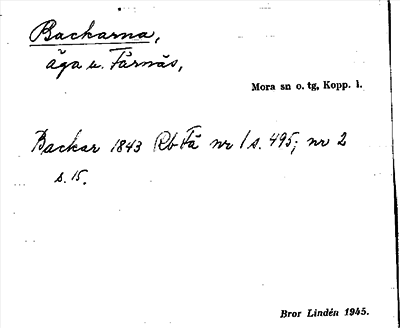 Backarna,
äga u. Färnäs,
Mora sn o. tg, Kopp. l.
Backar 1843 Rb Fä nr 1 s. 495; nr 2
s. 15.
Bror Lindén 1945.